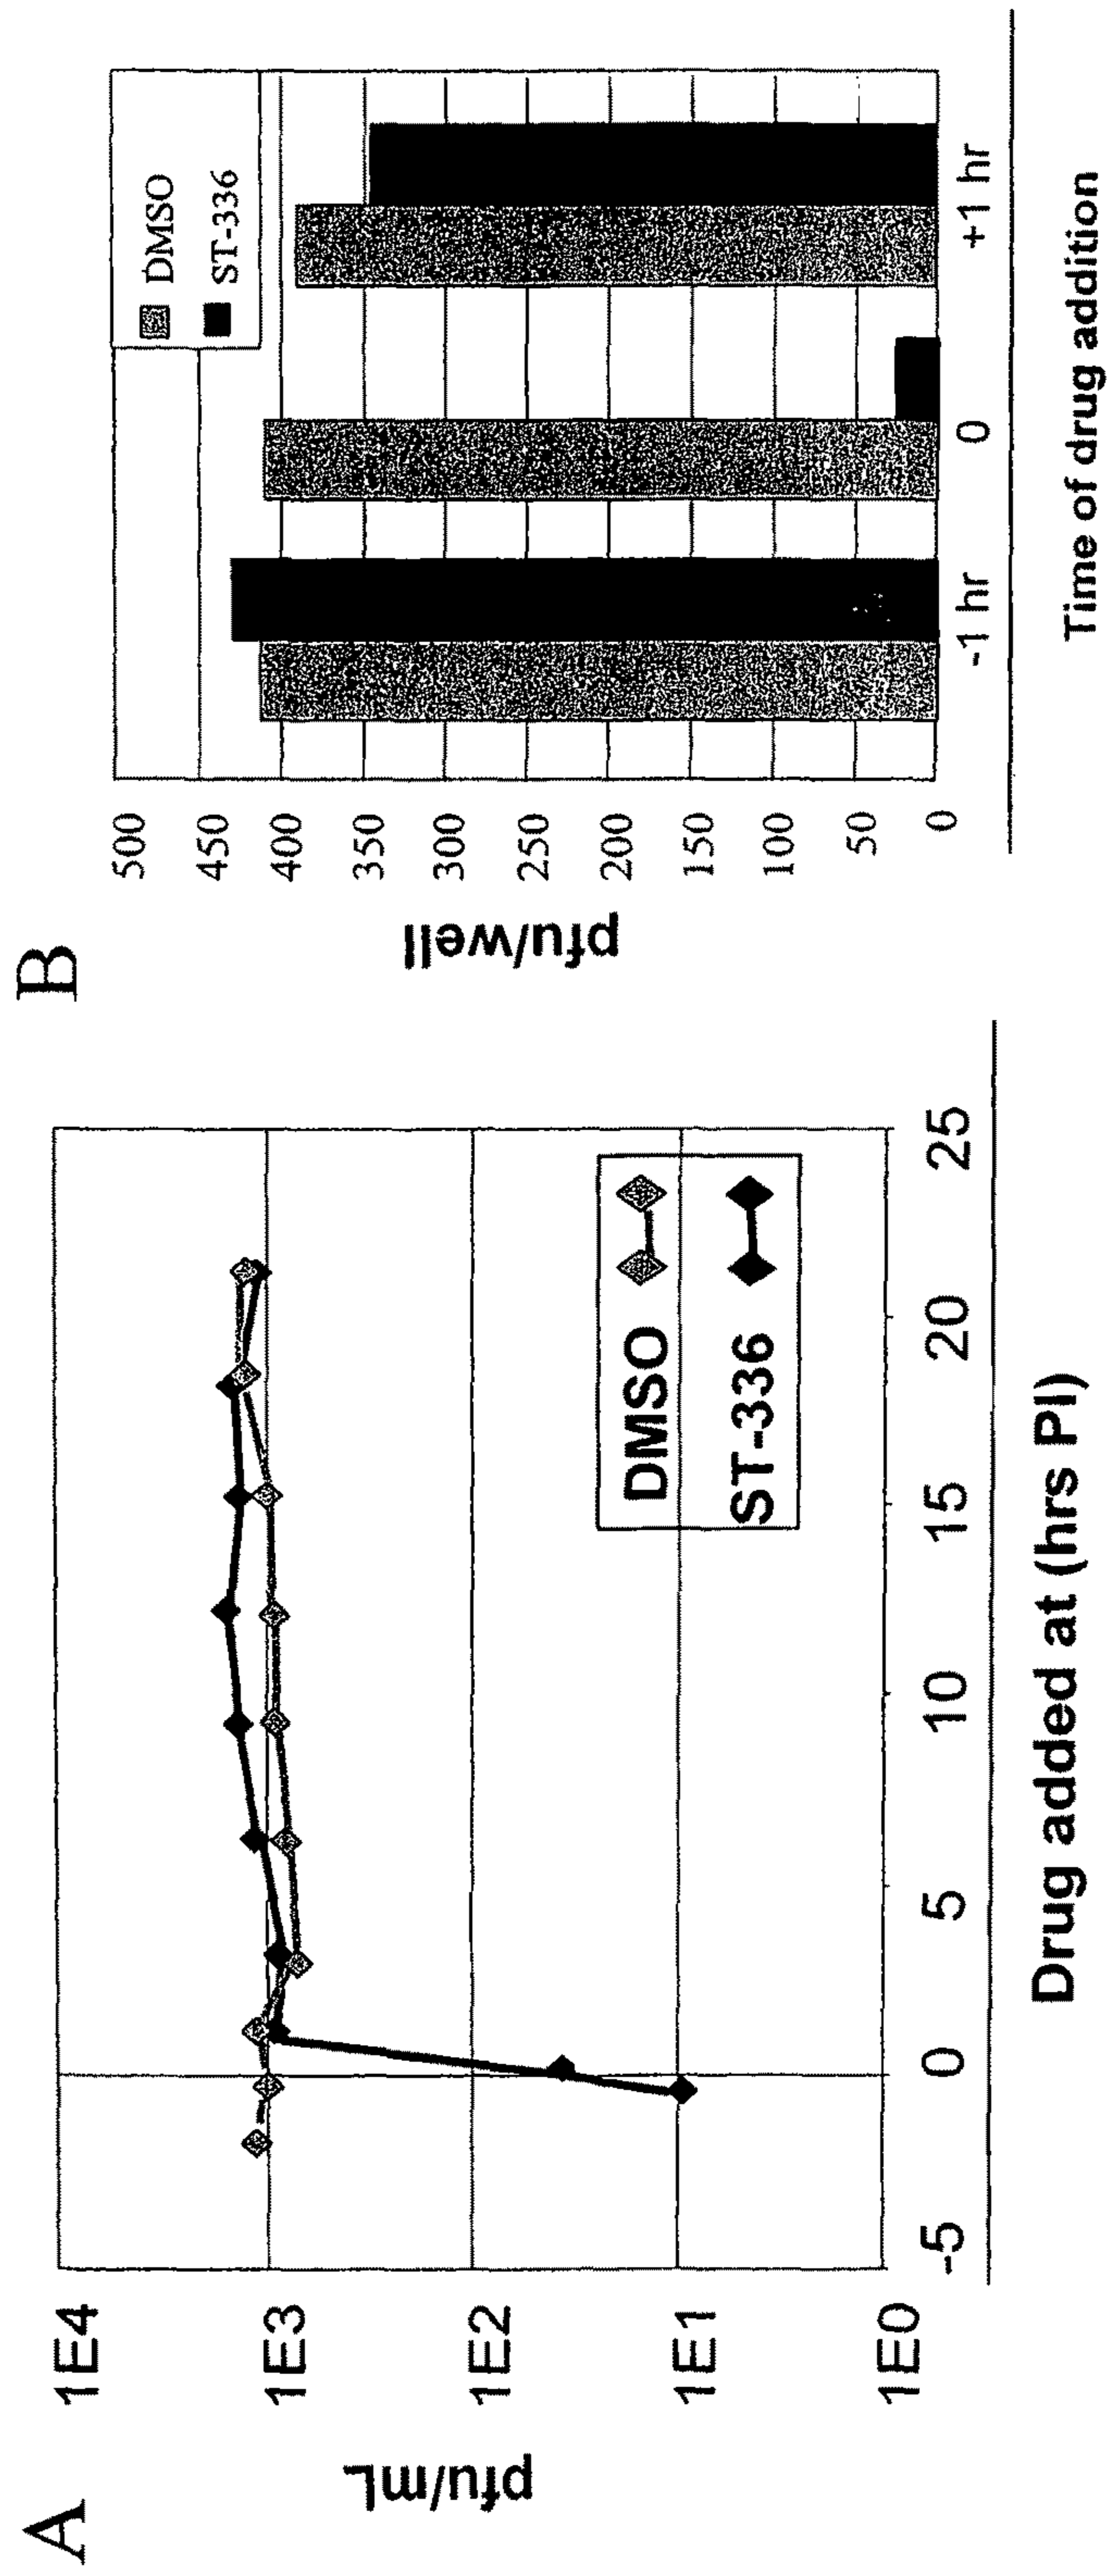 A
pfu/mL
1E4
1E3
1E2
1E1
1E0
-5
0
5
10
15
20
25
DMSO
ST-336
Drug added at (hrs PI)
B
pfu/well
500
450
400
350
300
250
200
150
100
50
0
DMSO
ST-336
-1 hr
0
+1 hr
Time of drug addition